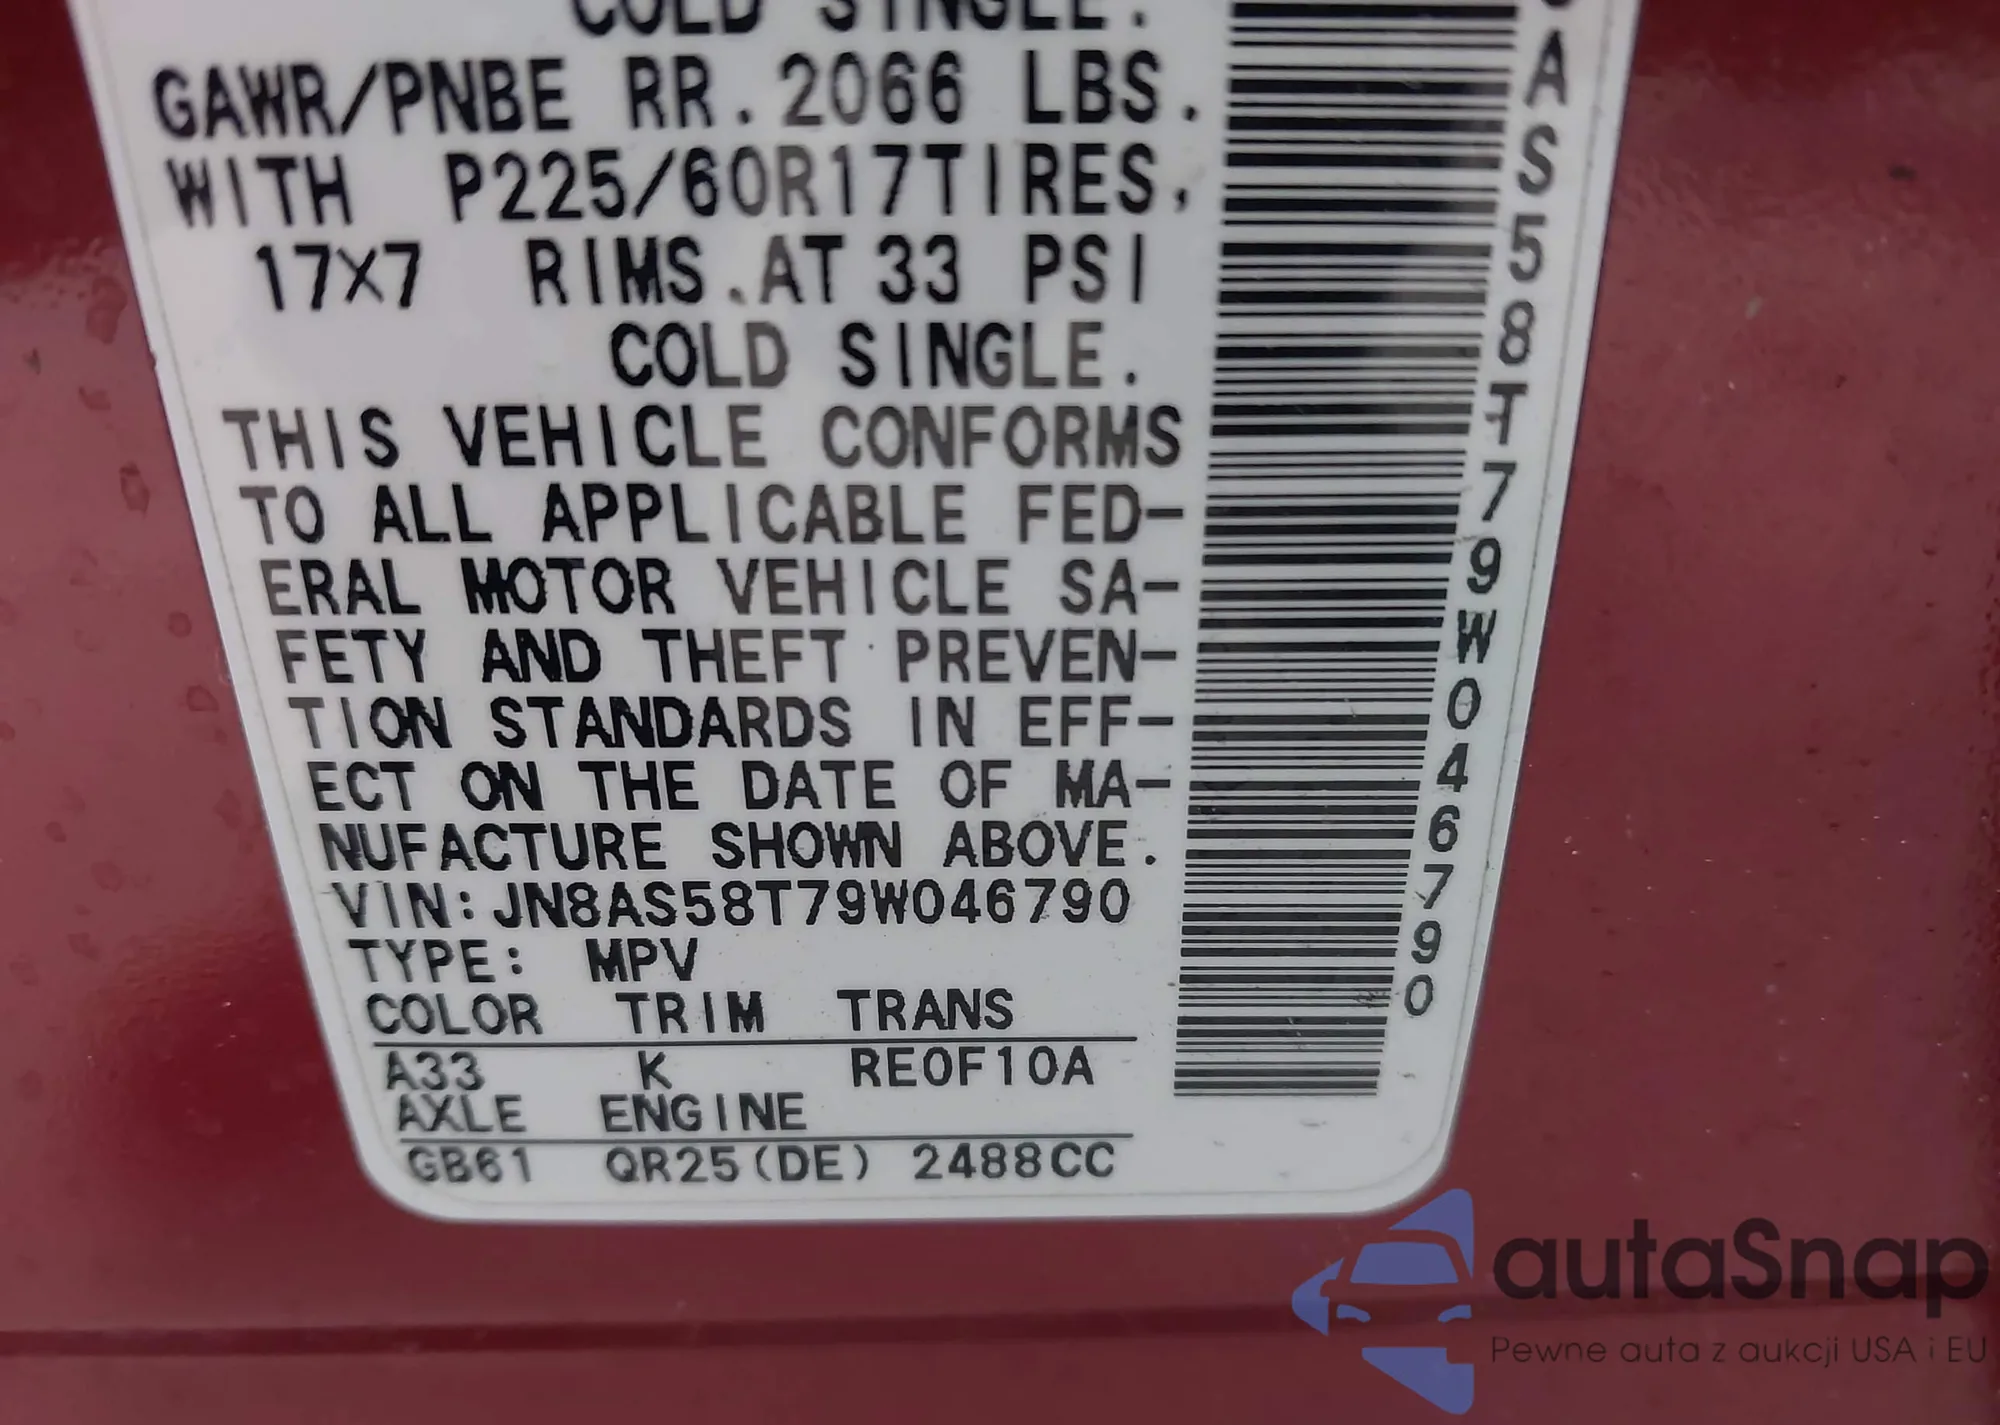 COLD SINGLE.
GAWR/PNBE RR. 2066 LBS.
WITH P225/60R17TIRES,
17X7 RIMS.AT 33 PSI
COLD SINGLE.
THIS VEHICLE CONFORMS
TO ALL APPLICABLE FED-
ERAL MOTOR VEHICLE SA-
FETY AND THEFT PREVEN-
TION STANDARDS IN EFF-
ECT ON THE DATE OF MA-
NUFACTURE SHOWN ABOVE.
VIN:JN8AS58T79W046790
TYPE: MPV
COLOR TRIM TRANS
A33 K RE0F10A
AXLE ENGINE
GB61 QR25(DE) 2488CC
AS58T79W046790
autaSnap
Pewne auta z aukcji USA i EU